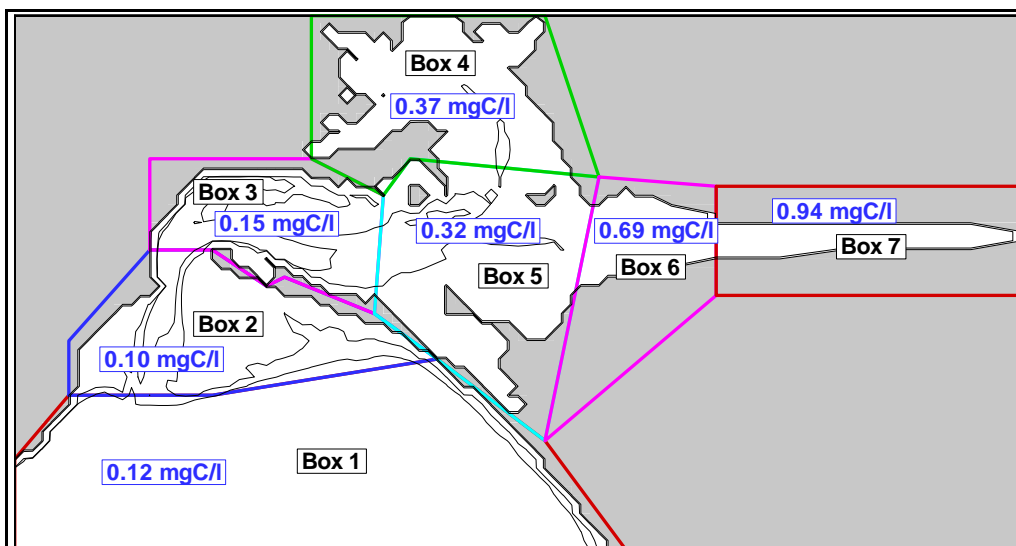 Box 4
0.37 mgC/l
Box 3
0.15 mgC/l
0.32 mgC/l
0.69 mgC/l
0.94 mgC/l
Box 7
Box 6
Box 5
Box 2
0.10 mgC/l
Box 1
0.12 mgC/l